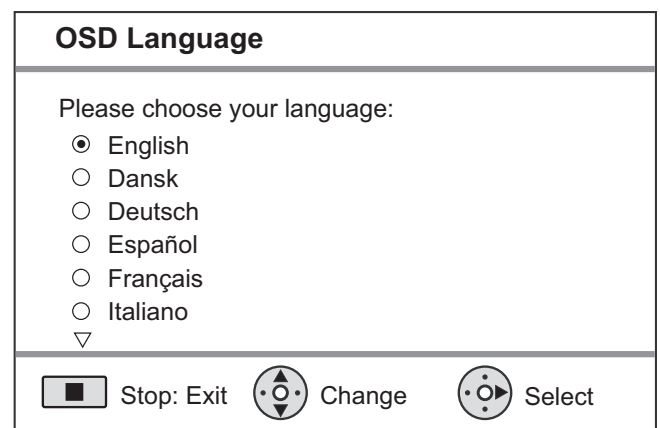 OSD Language
Please choose your language:
English
Dansk
Deutsch
Español
Français
Italiano
Stop: Exit Change Select